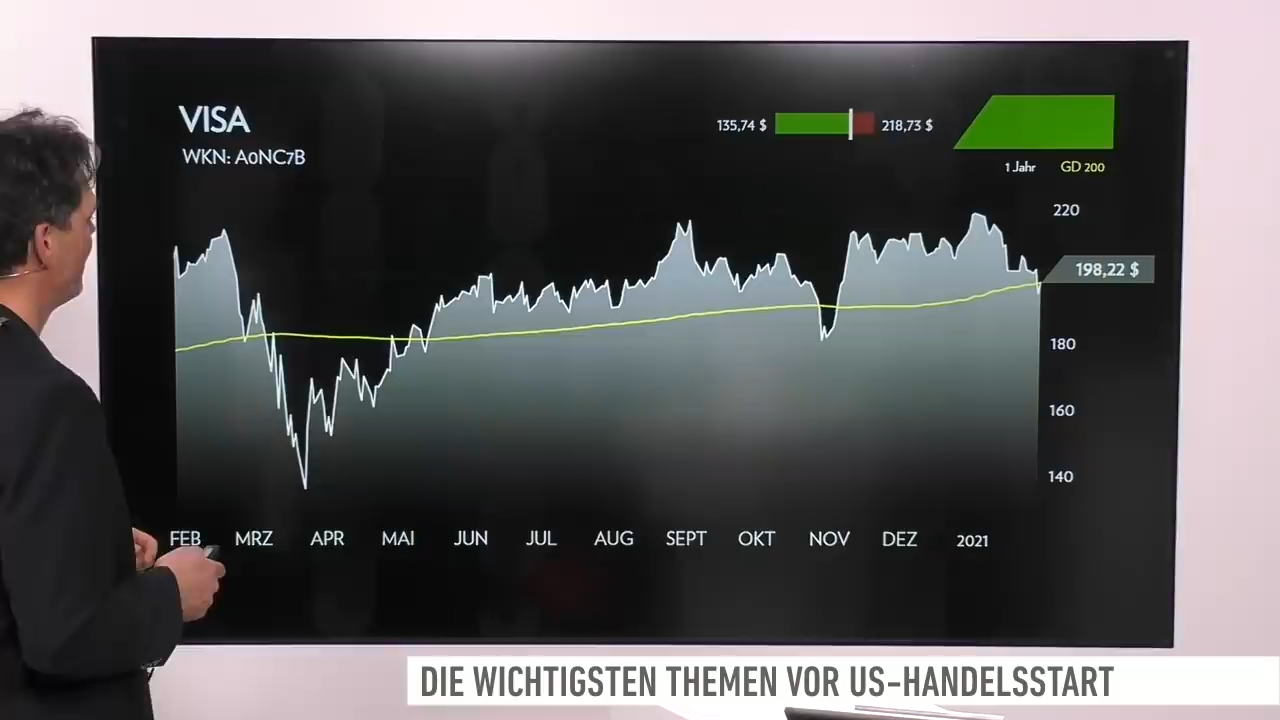 VISA
WKN: A0NC7B
135,74 $ 218,73 $
1 Jahr GD 200
220
198,22 $
180
160
140
FEB MRZ APR MAI JUN JUL AUG SEPT OKT NOV DEZ 2021
DIE WICHTIGSTEN THEMEN VOR US-HANDELSSTART